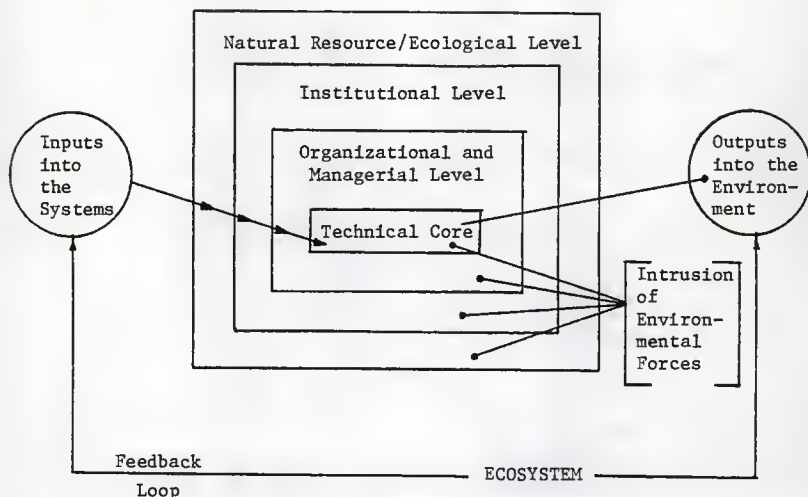 Natural Resource/Ecological Level
Institutional Level
Inputs
into
the
Systems
Organizational and
Managerial Level
Technical Core
Outputs
into the
Environ-
ment
Intrusion
of
Environ-
mental
Forces
Feedback
Loop
ECOSYSTEM